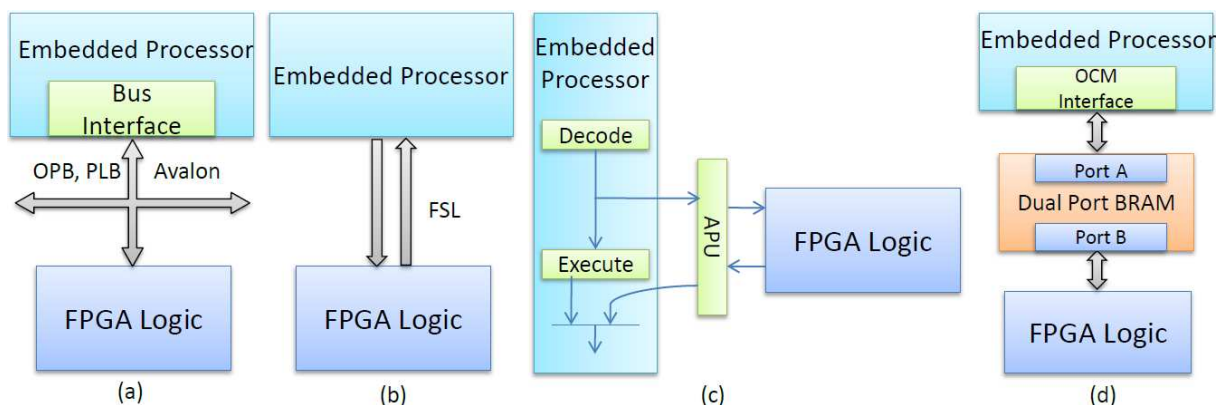 Embedded Processor
Bus
Interface
OPB, PLB
Avalon
FPGA Logic
(a)
Embedded Processor
FSL
FPGA Logic
(b)
Embedded
Processor
Decode
Execute
APU
FPGA Logic
(c)
Embedded Processor
OCM
Interface
Port A
Dual Port BRAM
Port B
FPGA Logic
(d)